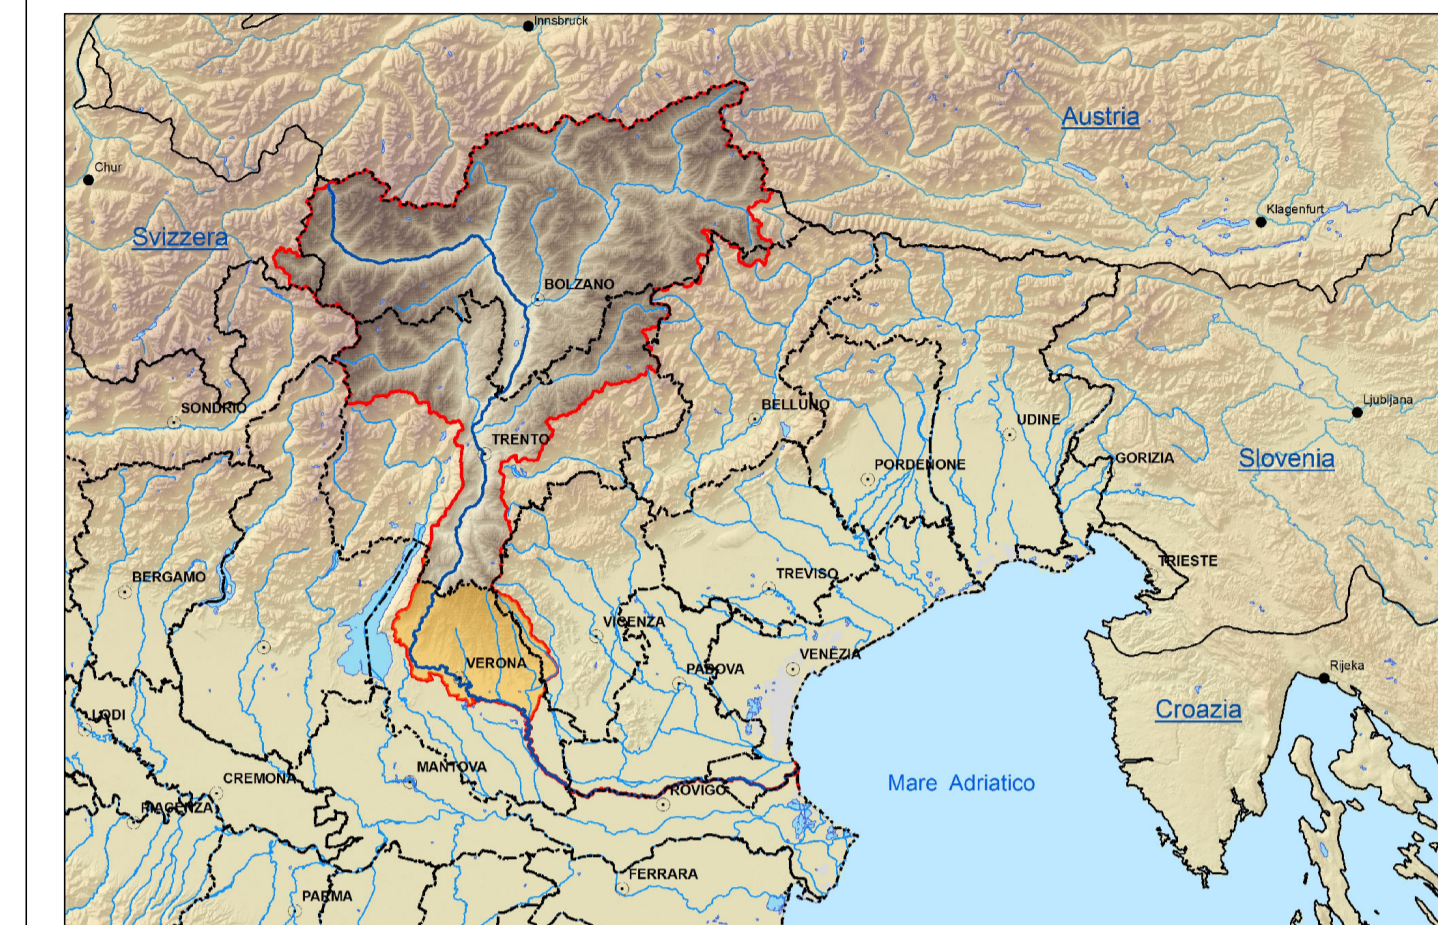 Innsbruck
Austria
Chur
Klagenfurt
Svizzera
BOLZANO
Ljubljana
SONDRIO
BELLUNO
UDINE
TRENTO
PORDENONE
GORIZIA
Slovenia
TRIESTE
BERGAMO
TREVISO
VICENZA
VENEZIA
VERONA
PADOVA
Rijeka
Croazia
LODI
MANTOVA
CREMONA
Mare Adriatico
ROVIGO
PIACENZA
FERRARA
PARMA